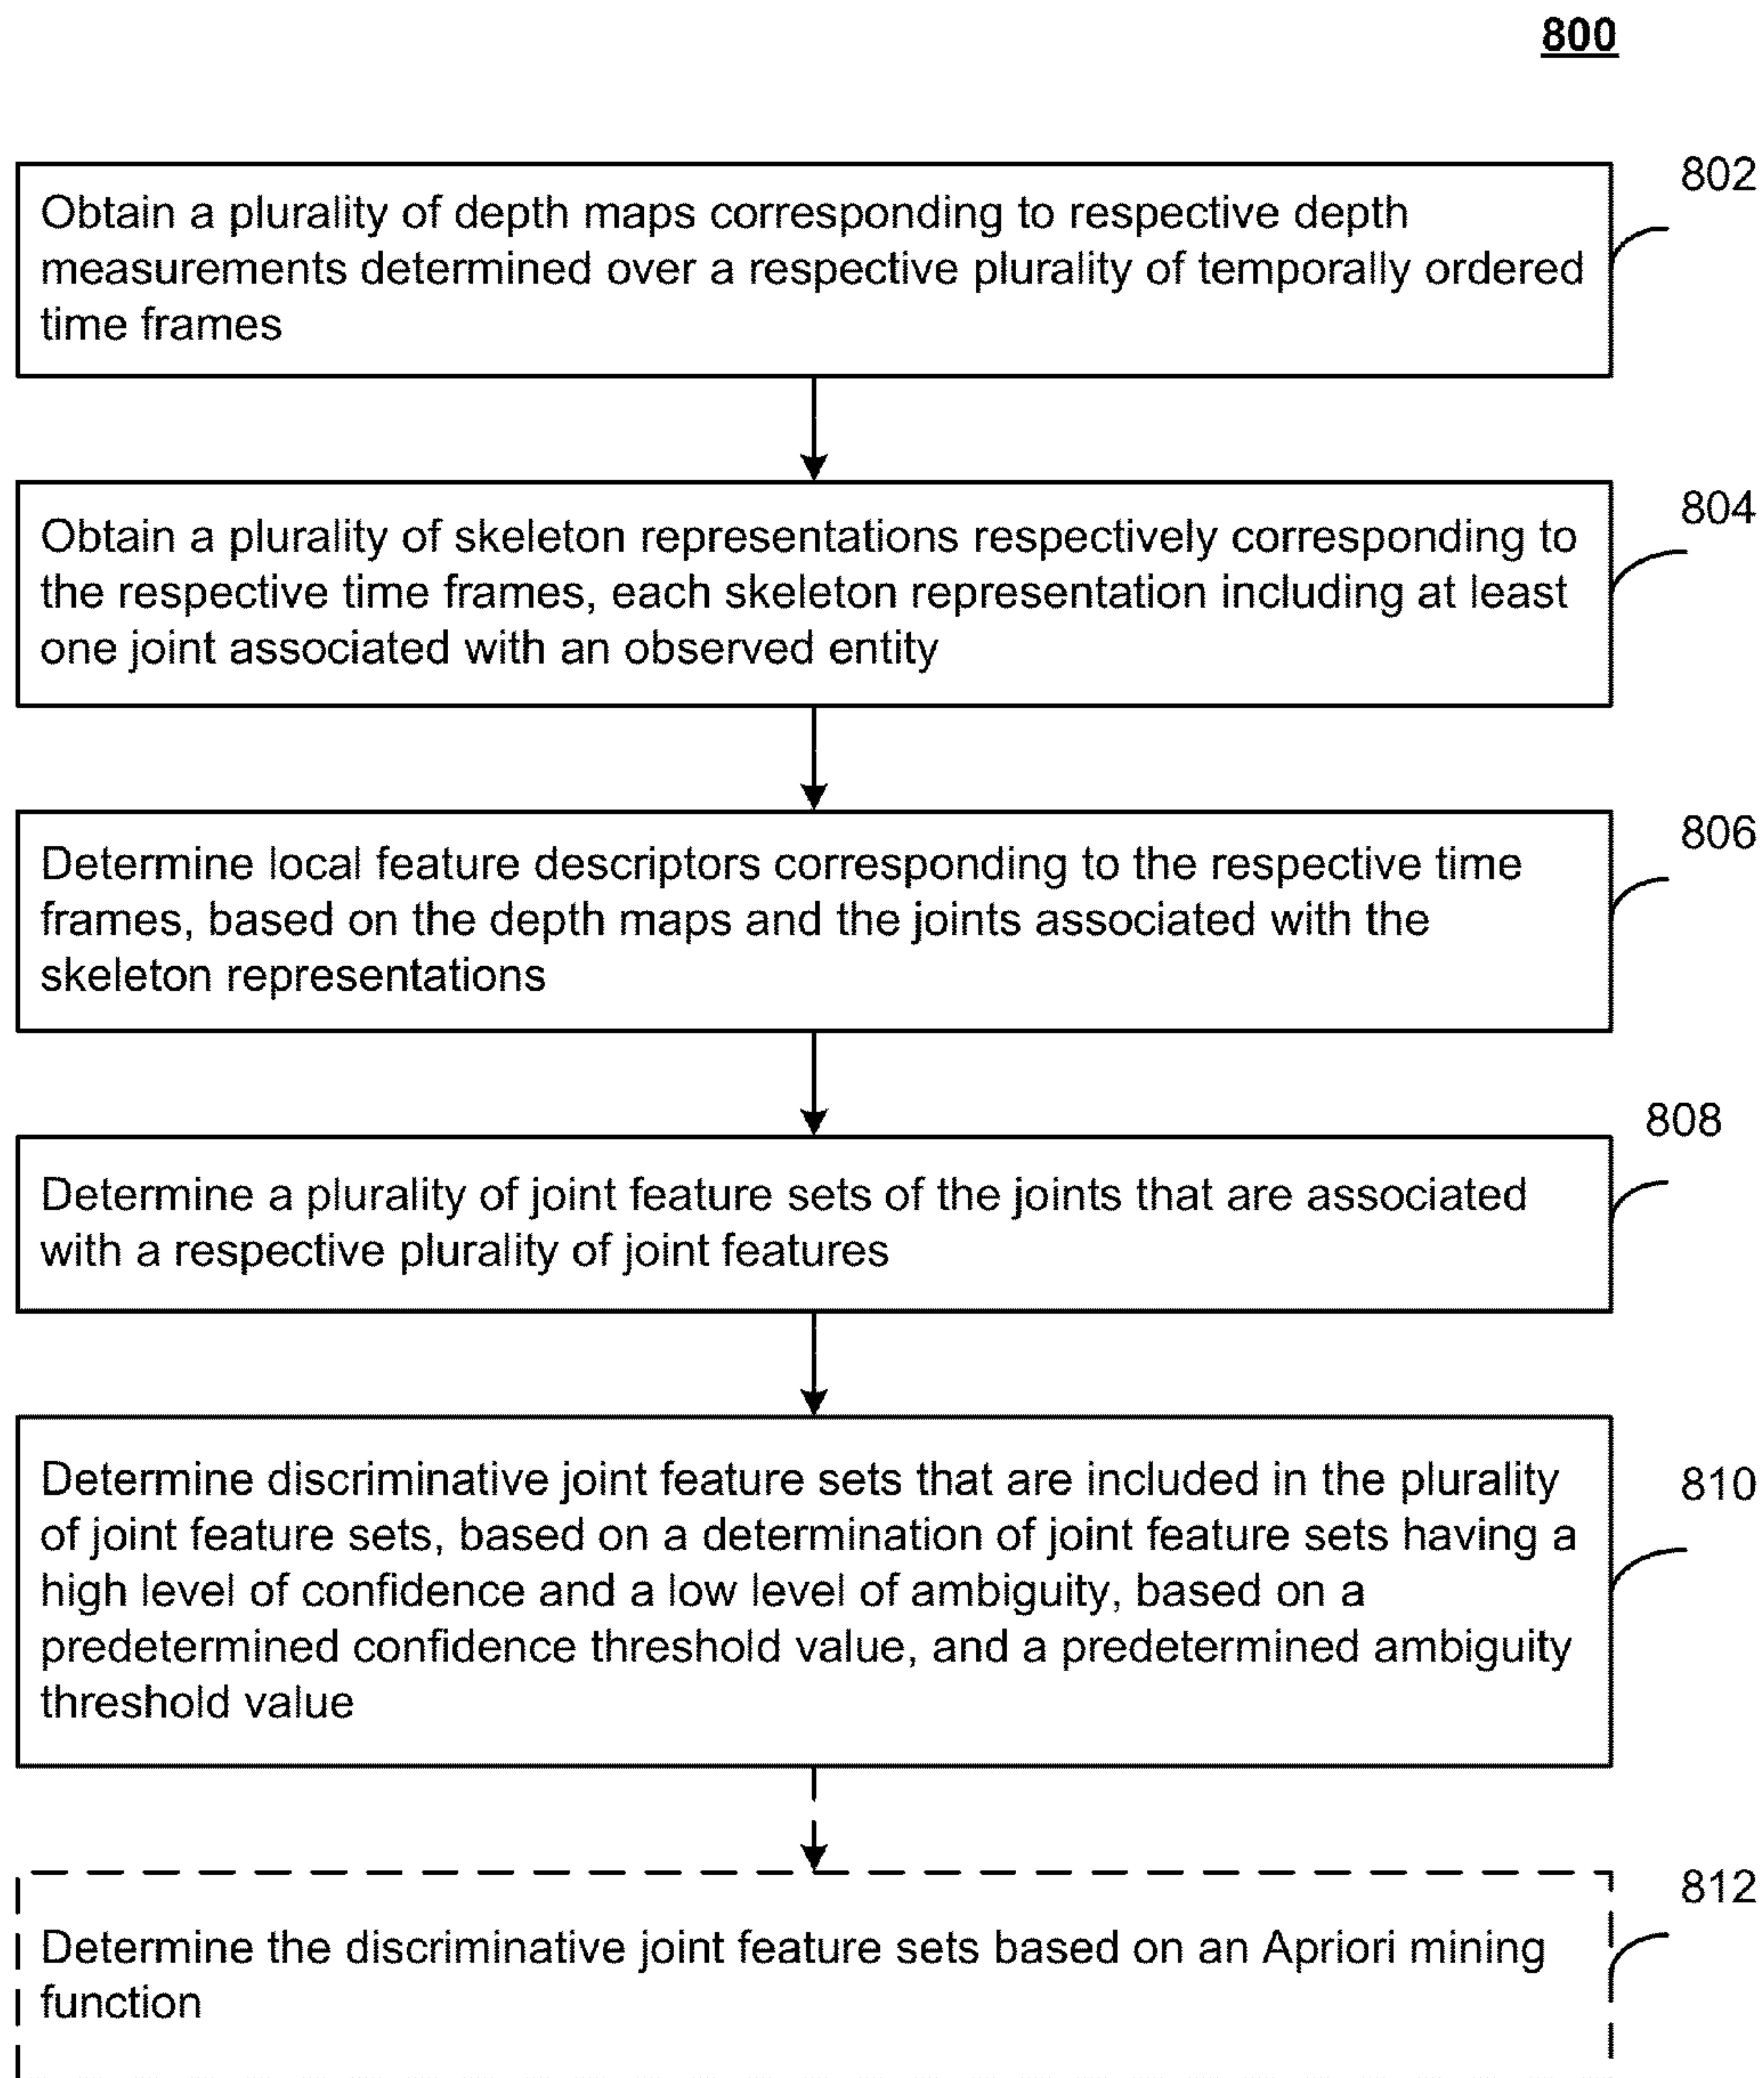 800
802
Obtain a plurality of depth maps corresponding to respective depth
measurements determined over a respective plurality of temporally ordered
time frames
804
Obtain a plurality of skeleton representations respectively corresponding to
the respective time frames, each skeleton representation including at least
one joint associated with an observed entity
806
Determine local feature descriptors corresponding to the respective time
frames, based on the depth maps and the joints associated with the
skeleton representations
808
Determine a plurality of joint feature sets of the joints that are associated
with a respective plurality of joint features
810
Determine discriminative joint feature sets that are included in the plurality
of joint feature sets, based on a determination of joint feature sets having a
high level of confidence and a low level of ambiguity, based on a
predetermined confidence threshold value, and a predetermined ambiguity
threshold value
812
Determine the discriminative joint feature sets based on an Apriori mining
function